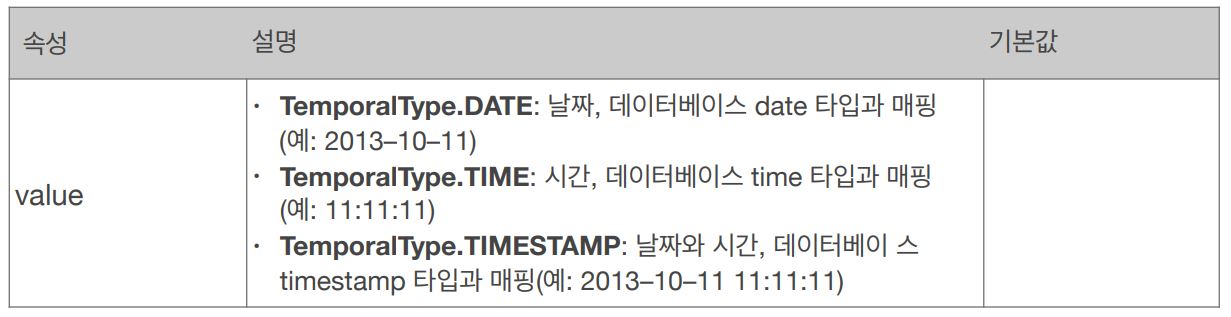 속성 설명 기본값
• TemporalType.DATE: 날짜, 데이터베이스 date 타입과 매핑
(예: 2013–10–11)
• TemporalType.TIME: 시간, 데이터베이스 time 타입과 매핑
(예: 11:11:11)
value
• TemporalType.TIMESTAMP: 날짜와 시간, 데이터베이 스
timestamp 타입과 매핑(예: 2013–10–11 11:11:11)